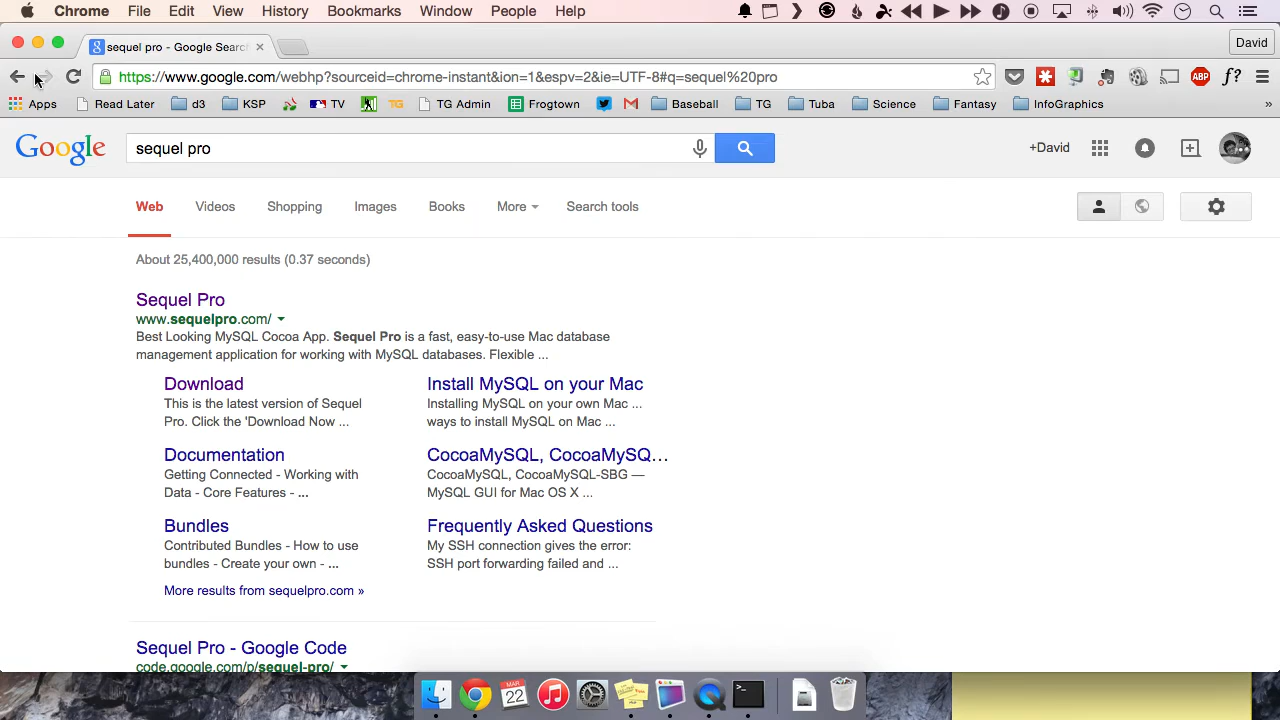 Chrome File Edit View History Bookmarks Window People Help
sequel pro - Google Searc
David
https://www.google.com/webhp?sourceid=chrome-instant&ion=1&espv=2&ie=UTF-8#q=sequel%20pro
ABP f?
Apps Read Later d3 KSP TV TG TG Admin Frogtown Baseball TG Tuba Science Fantasy InfoGraphics »
Google sequel pro +David
Web Videos Shopping Images Books More Search tools
About 25,400,000 results (0.37 seconds)
Sequel Pro
www.sequelpro.com/
Best Looking MySQL Cocoa App. Sequel Pro is a fast, easy-to-use Mac database
management application for working with MySQL databases. Flexible ...
Download
This is the latest version of Sequel
Pro. Click the 'Download Now ...
Install MySQL on your Mac
Installing MySQL on your own Mac ...
ways to install MySQL on Mac ...
Documentation
Getting Connected - Working with
Data - Core Features - ...
CocoaMySQL, CocoaMySQ...
CocoaMySQL, CocoaMySQL-SBG —
MySQL GUI for Mac OS X ...
Bundles
Contributed Bundles - How to use
bundles - Create your own - ...
Frequently Asked Questions
My SSH connection gives the error:
SSH port forwarding failed and ...
More results from sequelpro.com »
Sequel Pro - Google Code
code.google.com/p/sequel-pro/
MAR
22